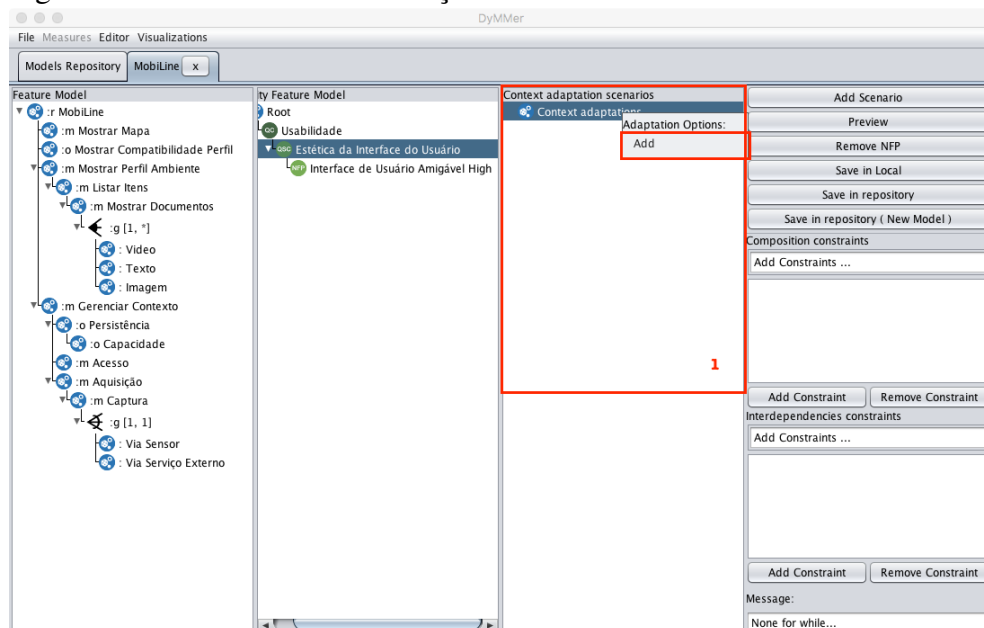 DyMMer
File Measures Editor Visualizations
Models Repository
MobiLine x
Feature Model
:r MobiLine
:m Mostrar Mapa
:o Mostrar Compatibilidade Perfil
:m Mostrar Perfil Ambiente
:m Listar Itens
:m Mostrar Documentos
:g [1, *]
: Video
: Texto
: Imagem
:m Gerenciar Contexto
:o Persistência
:o Capacidade
:m Acesso
:m Aquisição
:m Captura
:g [1, 1]
: Via Sensor
: Via Serviço Externo
ty Feature Model
Root
QC Usabilidade
QSC Estética da Interface do Usuário
NFP Interface de Usuário Amigável High
Context adaptation scenarios
Context adaptations
Adaptation Options:
Add
1
Add Scenario
Preview
Remove NFP
Save in Local
Save in repository
Save in repository ( New Model )
Composition constraints
Add Constraints ...
Add Constraint
Remove Constraint
Interdependencies constraints
Add Constraints ...
Add Constraint
Remove Constraint
Message:
None for while...